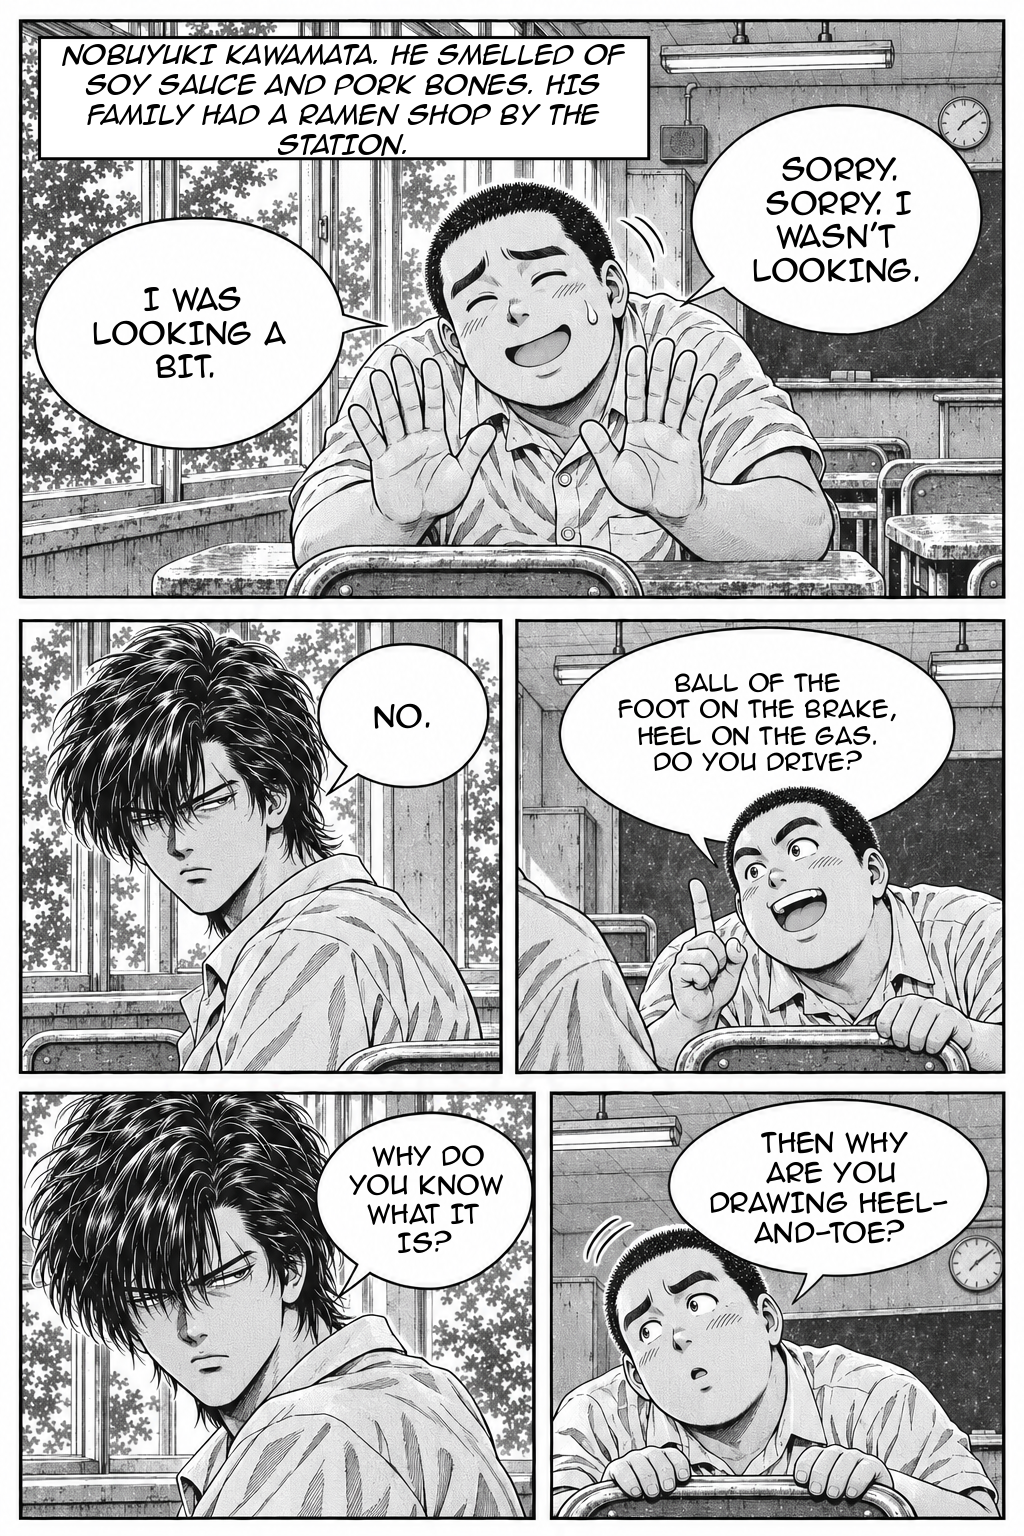 NOBUYUKI KAWAMATA. HE SMELLED OF
SOY SAUCE AND PORK BONES. HIS
FAMILY HAD A RAMEN SHOP BY THE
STATION.
SORRY.
SORRY. I
WASN'T
LOOKING.
I WAS
LOOKING A
BIT.
BALL OF THE
FOOT ON THE BRAKE,
HEEL ON THE GAS.
DO YOU DRIVE?
NO.
THEN WHY
ARE YOU
DRAWING HEEL-
AND-TOE?
WHY DO
YOU KNOW
WHAT IT
IS?